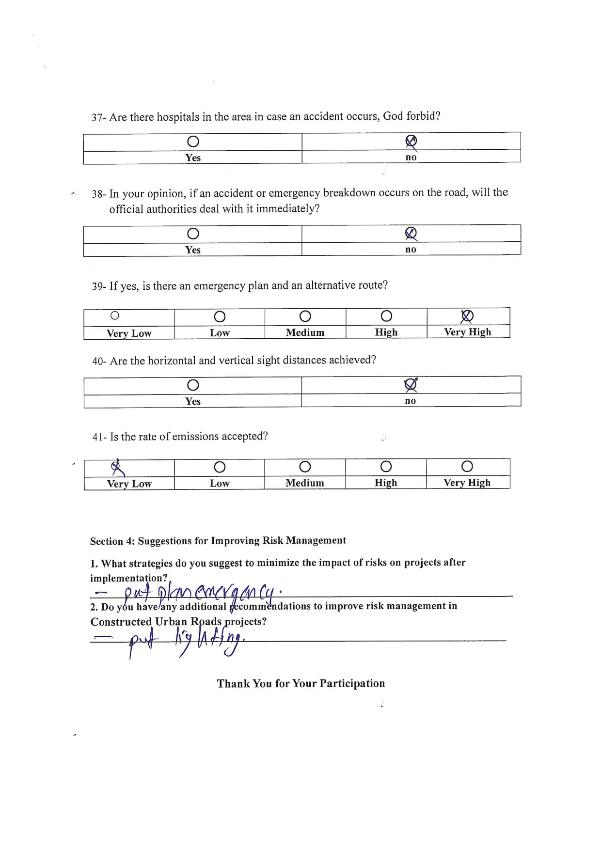 37- Are there hospitals in the area in case an accident occurs, God forbid?
Yes no
38- In your opinion, if an accident or emergency breakdown occurs on the road, will the
official authorities deal with it immediately?
Yes no
39- If yes, is there an emergency plan and an alternative route?
Very Low Low Medium High Very High
40- Are the horizontal and vertical sight distances achieved?
Yes no
41- Is the rate of emissions accepted?
Very Low Low Medium High Very High
Section 4: Suggestions for Improving Risk Management
1. What strategies do you suggest to minimize the impact of risks on projects after
implementation?
- put plan emergancy.
2. Do you have any additional recommendations to improve risk management in
Constructed Urban Roads projects?
- put lighting.
Thank You for Your Participation